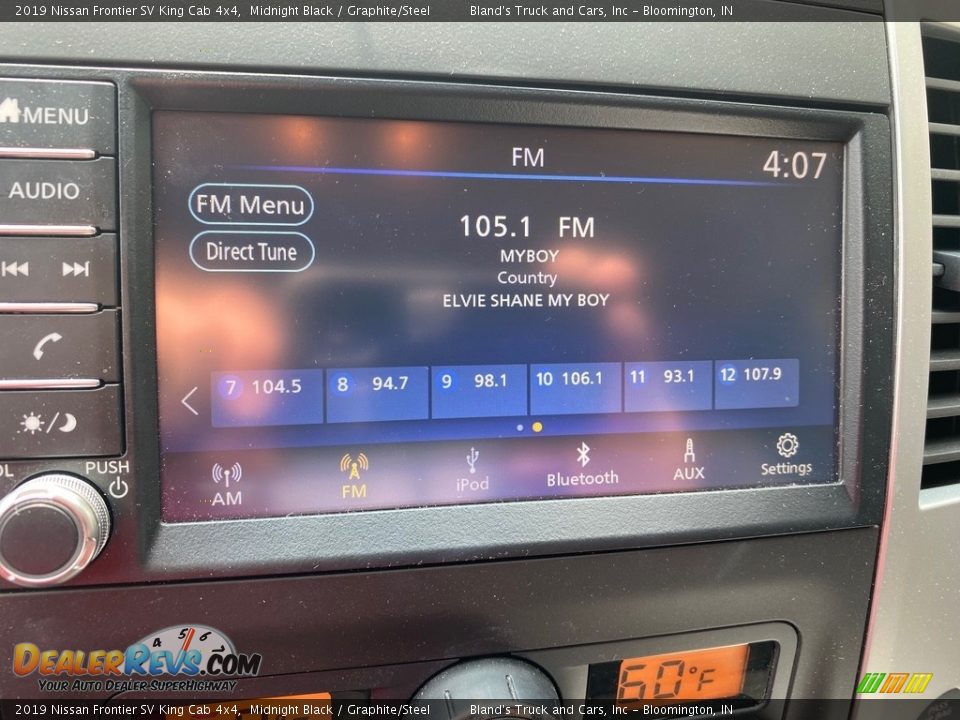 2019 Nissan Frontier SV King Cab 4x4, Midnight Black / Graphite/Steel Bland's Truck and Cars, Inc - Bloomington, IN
MENU
AUDIO
PUSH
FM
4:07
FM Menu
Direct Tune
105.1 FM
MYBOY
Country
ELVIE SHANE MY BOY
7 104.5
8 94.7
9 98.1
10 106.1
11 93.1
12 107.9
AM
FM
iPod
Bluetooth
AUX
Settings
60°F
4 5 6
DealerRevs.com
Your Auto Dealer SuperHighway
2019 Nissan Frontier SV King Cab 4x4, Midnight Black / Graphite/Steel Bland's Truck and Cars, Inc - Bloomington, IN